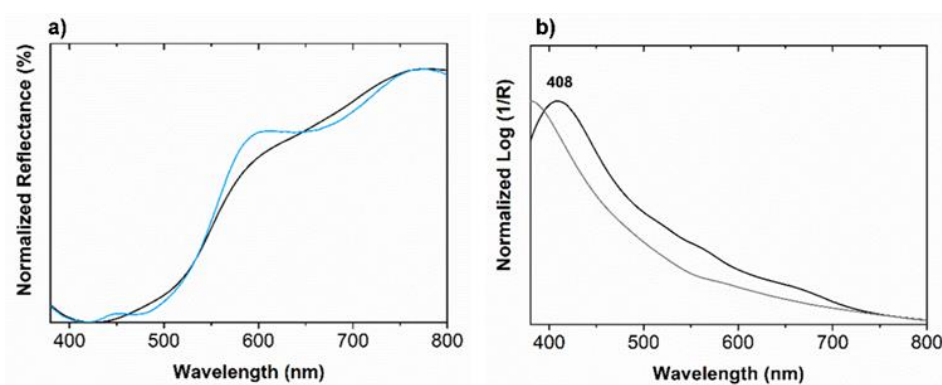 a)
Normalized Reflectance (%)
400 500 600 700 800
Wavelength (nm)
b)
408
Normalized Log (1/R)
400 500 600 700 800
Wavelength (nm)